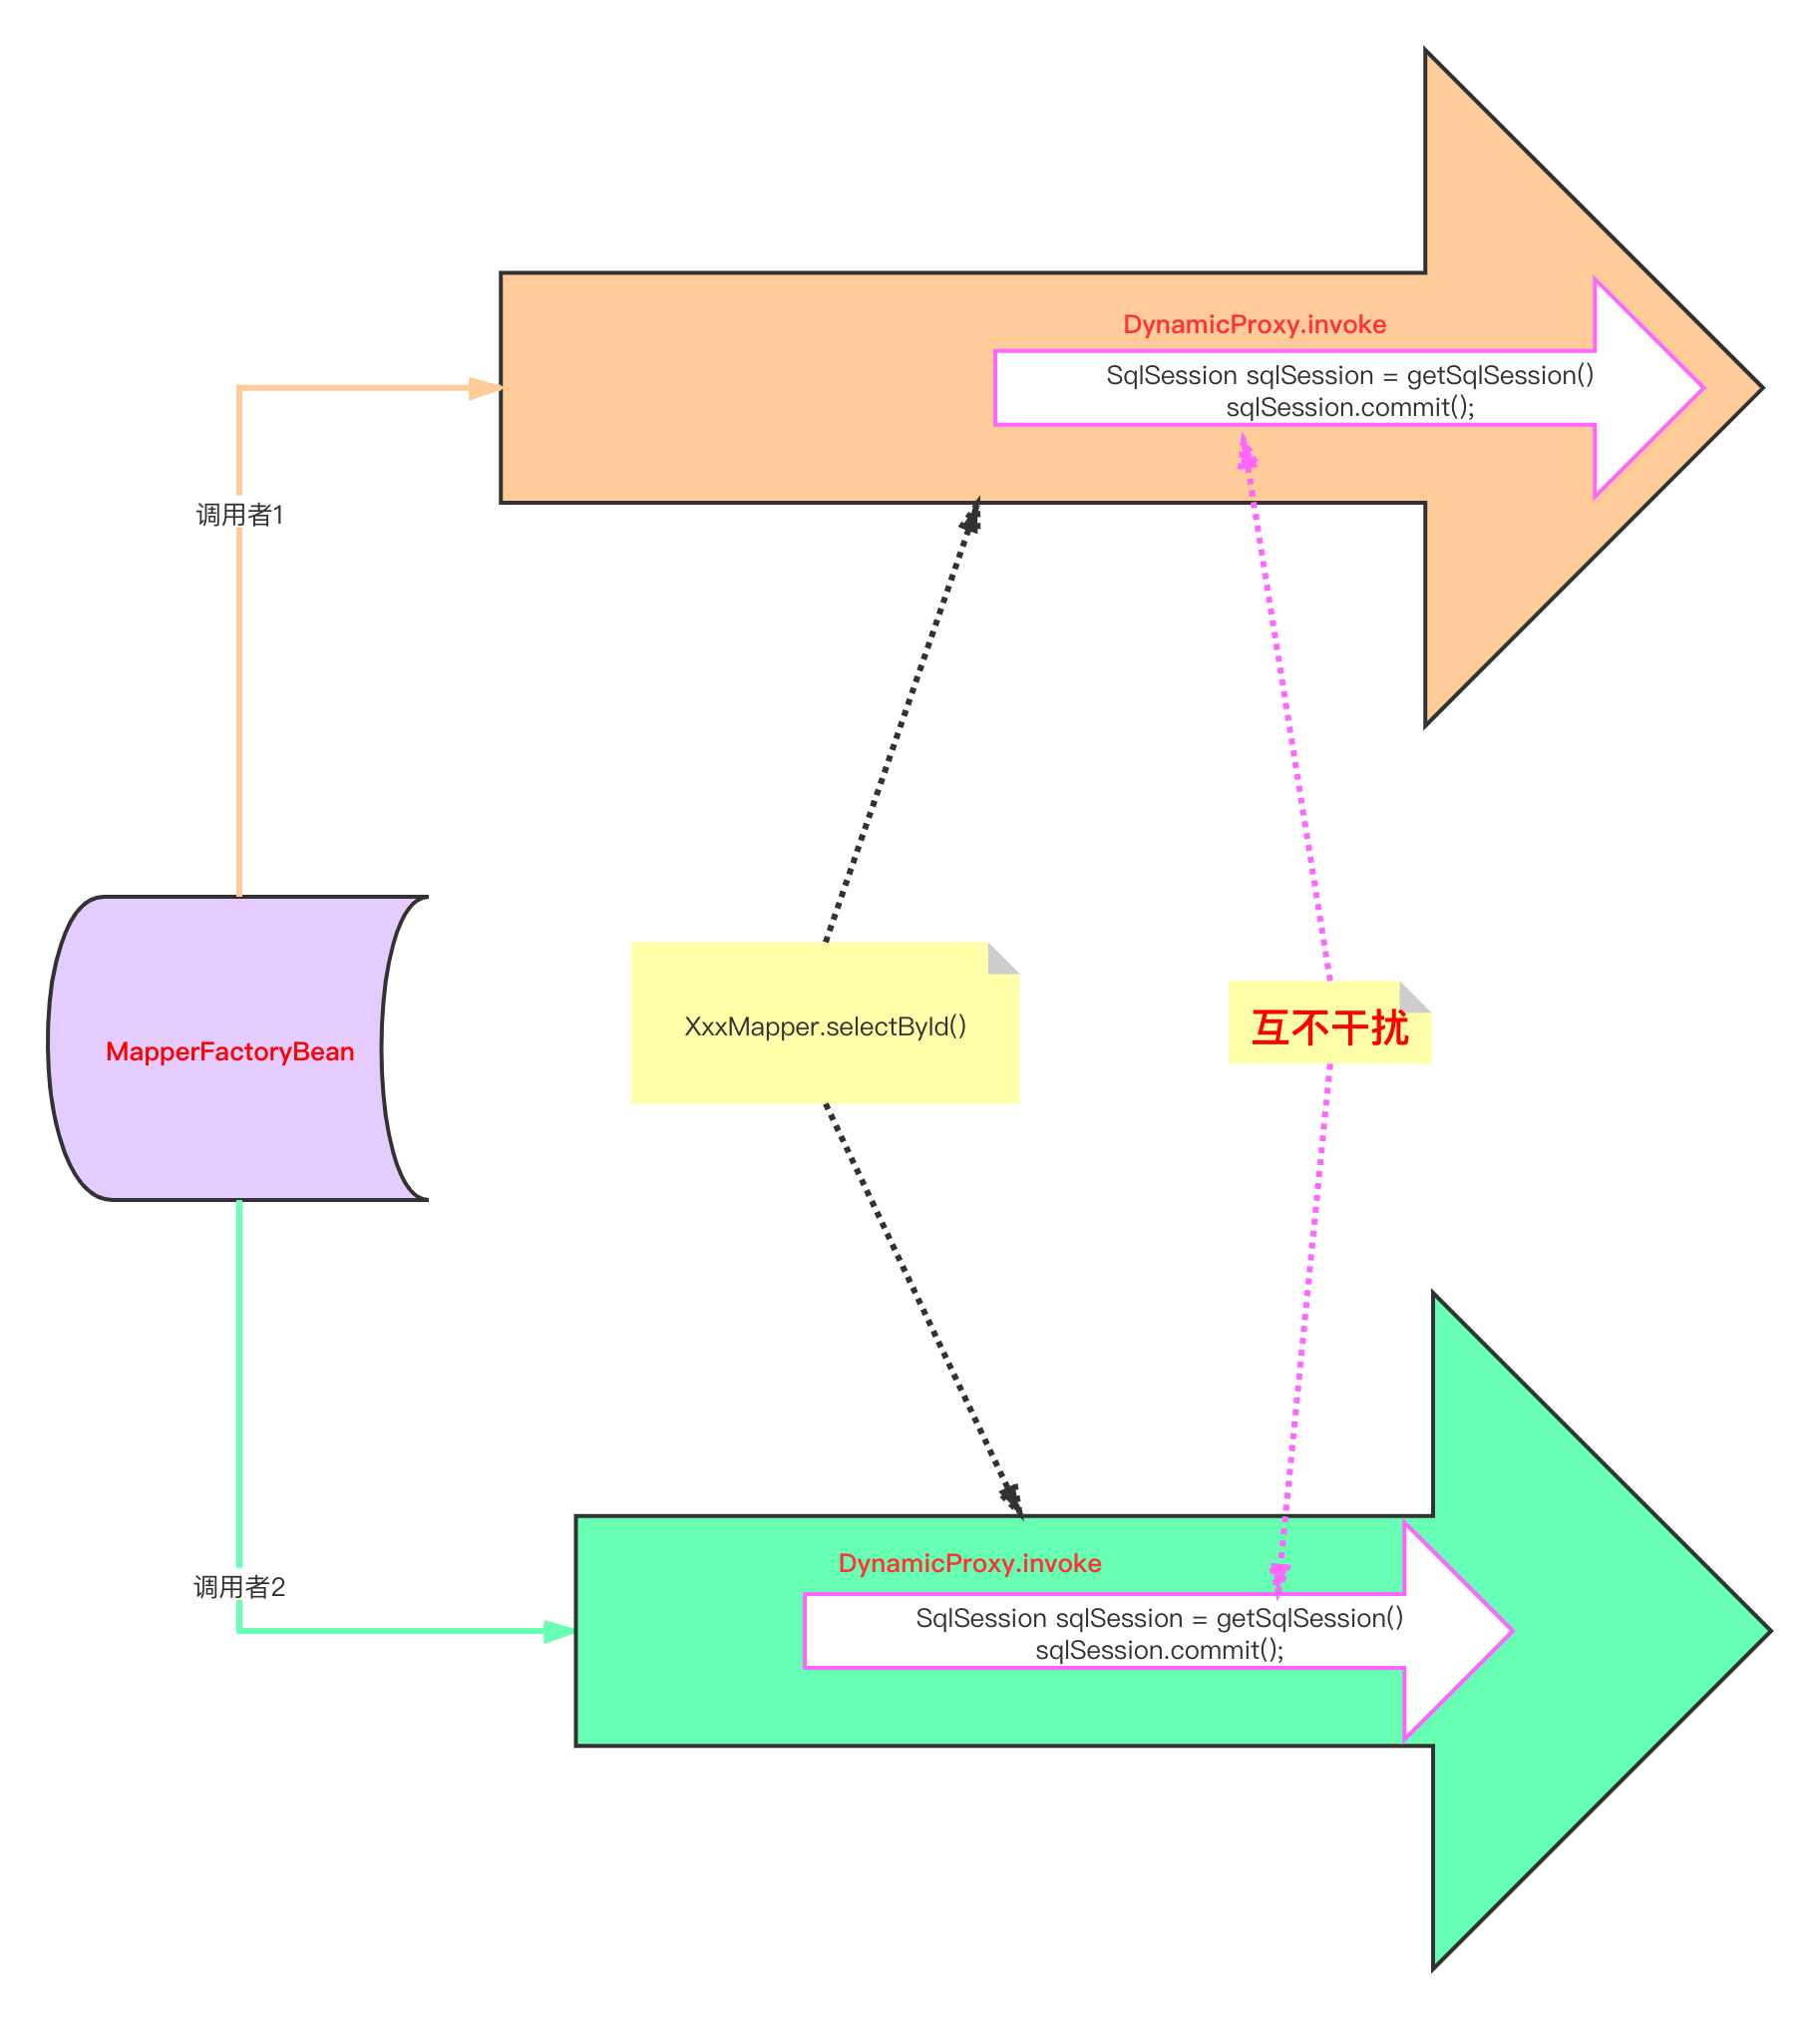 DynamicProxy.invoke
SqlSession sqlSession = getSqlSession()
sqlSession.commit();
调用者1
MapperFactoryBean
XxxMapper.selectById()
互不干扰
DynamicProxy.invoke
SqlSession sqlSession = getSqlSession()
sqlSession.commit();
调用者2